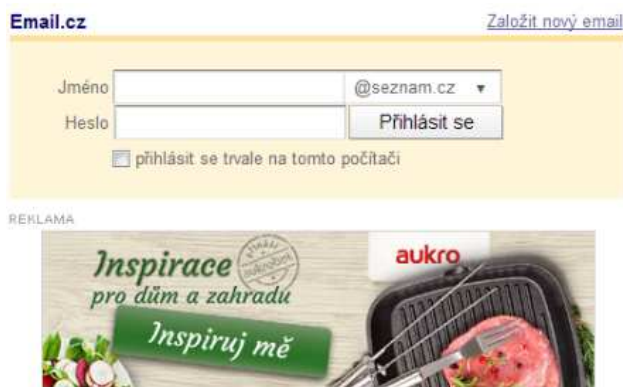 Email.cz
Založit nový email
Jméno
@seznam.cz
Heslo
Přihlásit se
přihlásit se trvale na tomto počítači
REKLAMA
Inspirace
pro dům a zahradu
Inspiruj mě
aukro